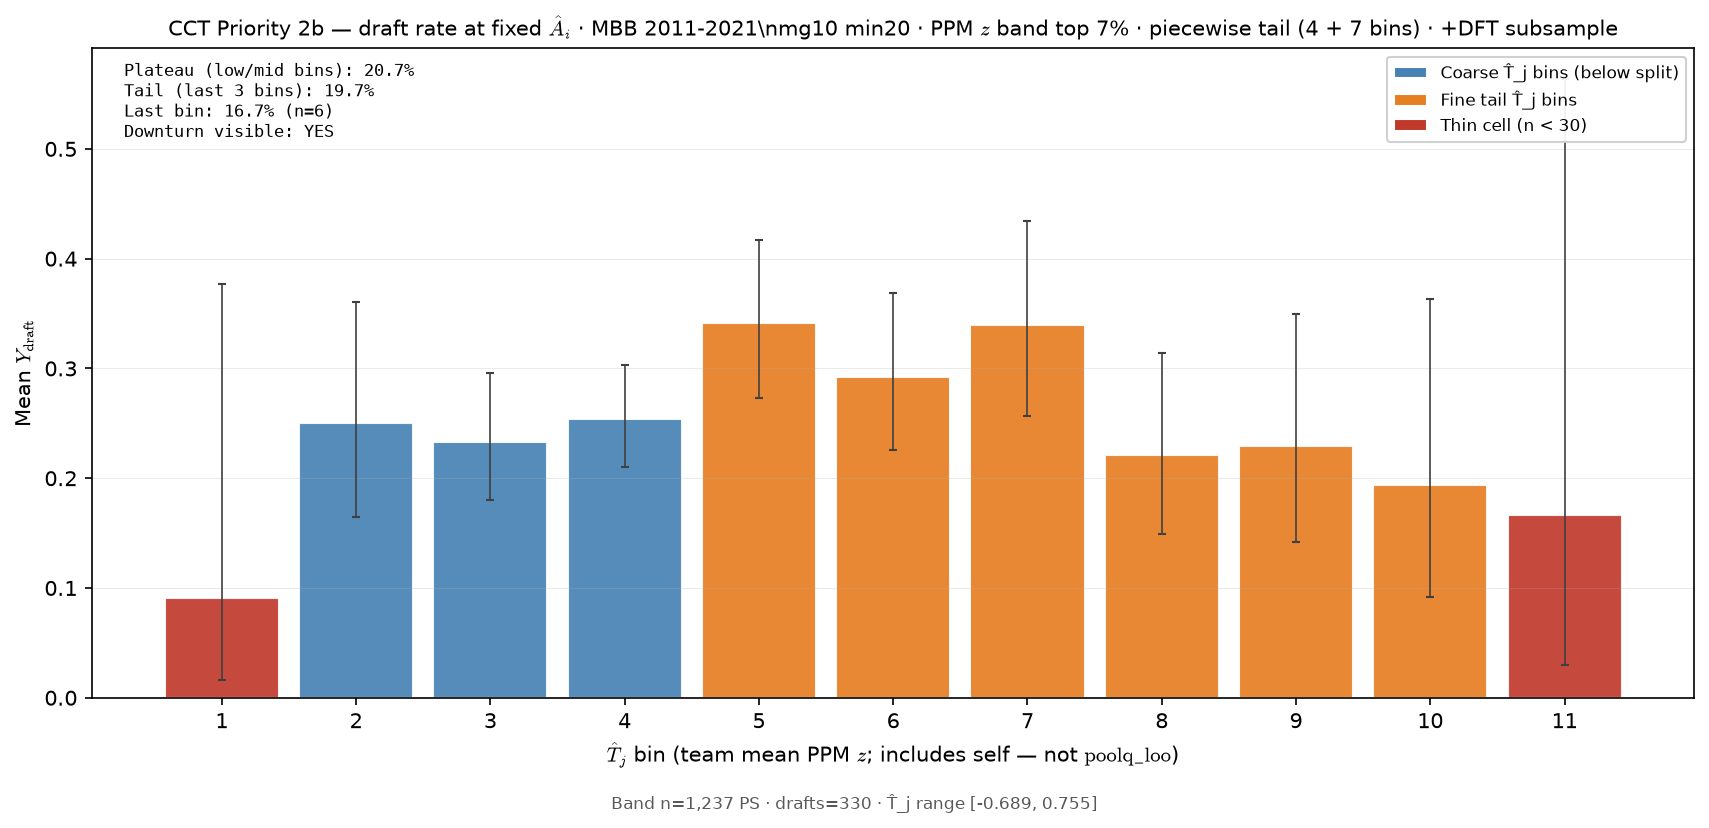 CCT Priority 2b — draft rate at fixed Âᵢ · MBB 2011-2021\nmg10 min20 · PPM z band top 7% · piecewise tail (4 + 7 bins) · +DFT subsample
Plateau (low/mid bins): 20.7%
Tail (last 3 bins): 19.7%
Last bin: 16.7% (n=6)
Downturn visible: YES
Coarse T̂_j bins (below split)
Fine tail T̂_j bins
Thin cell (n < 30)
Mean Y_draft
0.5
0.4
0.3
0.2
0.1
0.0
1 2 3 4 5 6 7 8 9 10 11
T̂_j bin (team mean PPM z; includes self — not poolq_loo)
Band n=1,237 PS · drafts=330 · T̂_j range [-0.689, 0.755]